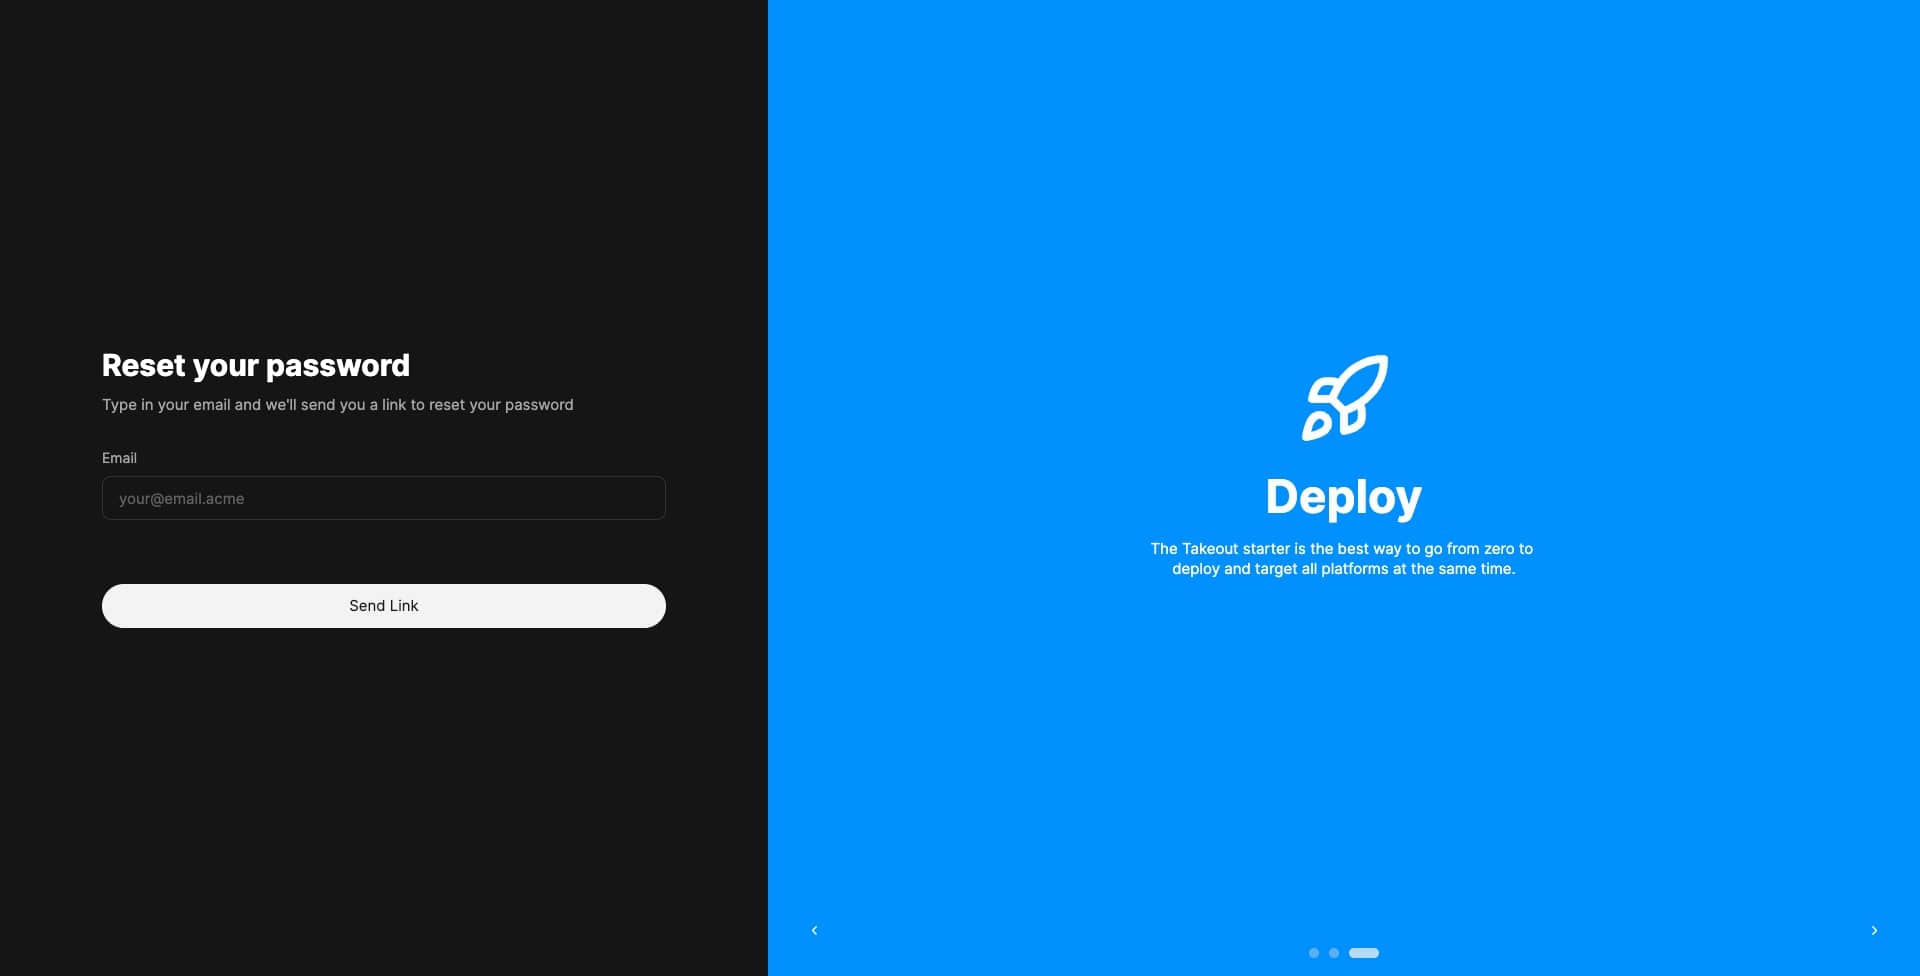 Reset your password
Type in your email and we'll send you a link to reset your password
Email
your@email.acme
Send Link
Deploy
The Takeout starter is the best way to go from zero to
deploy and target all platforms at the same time.